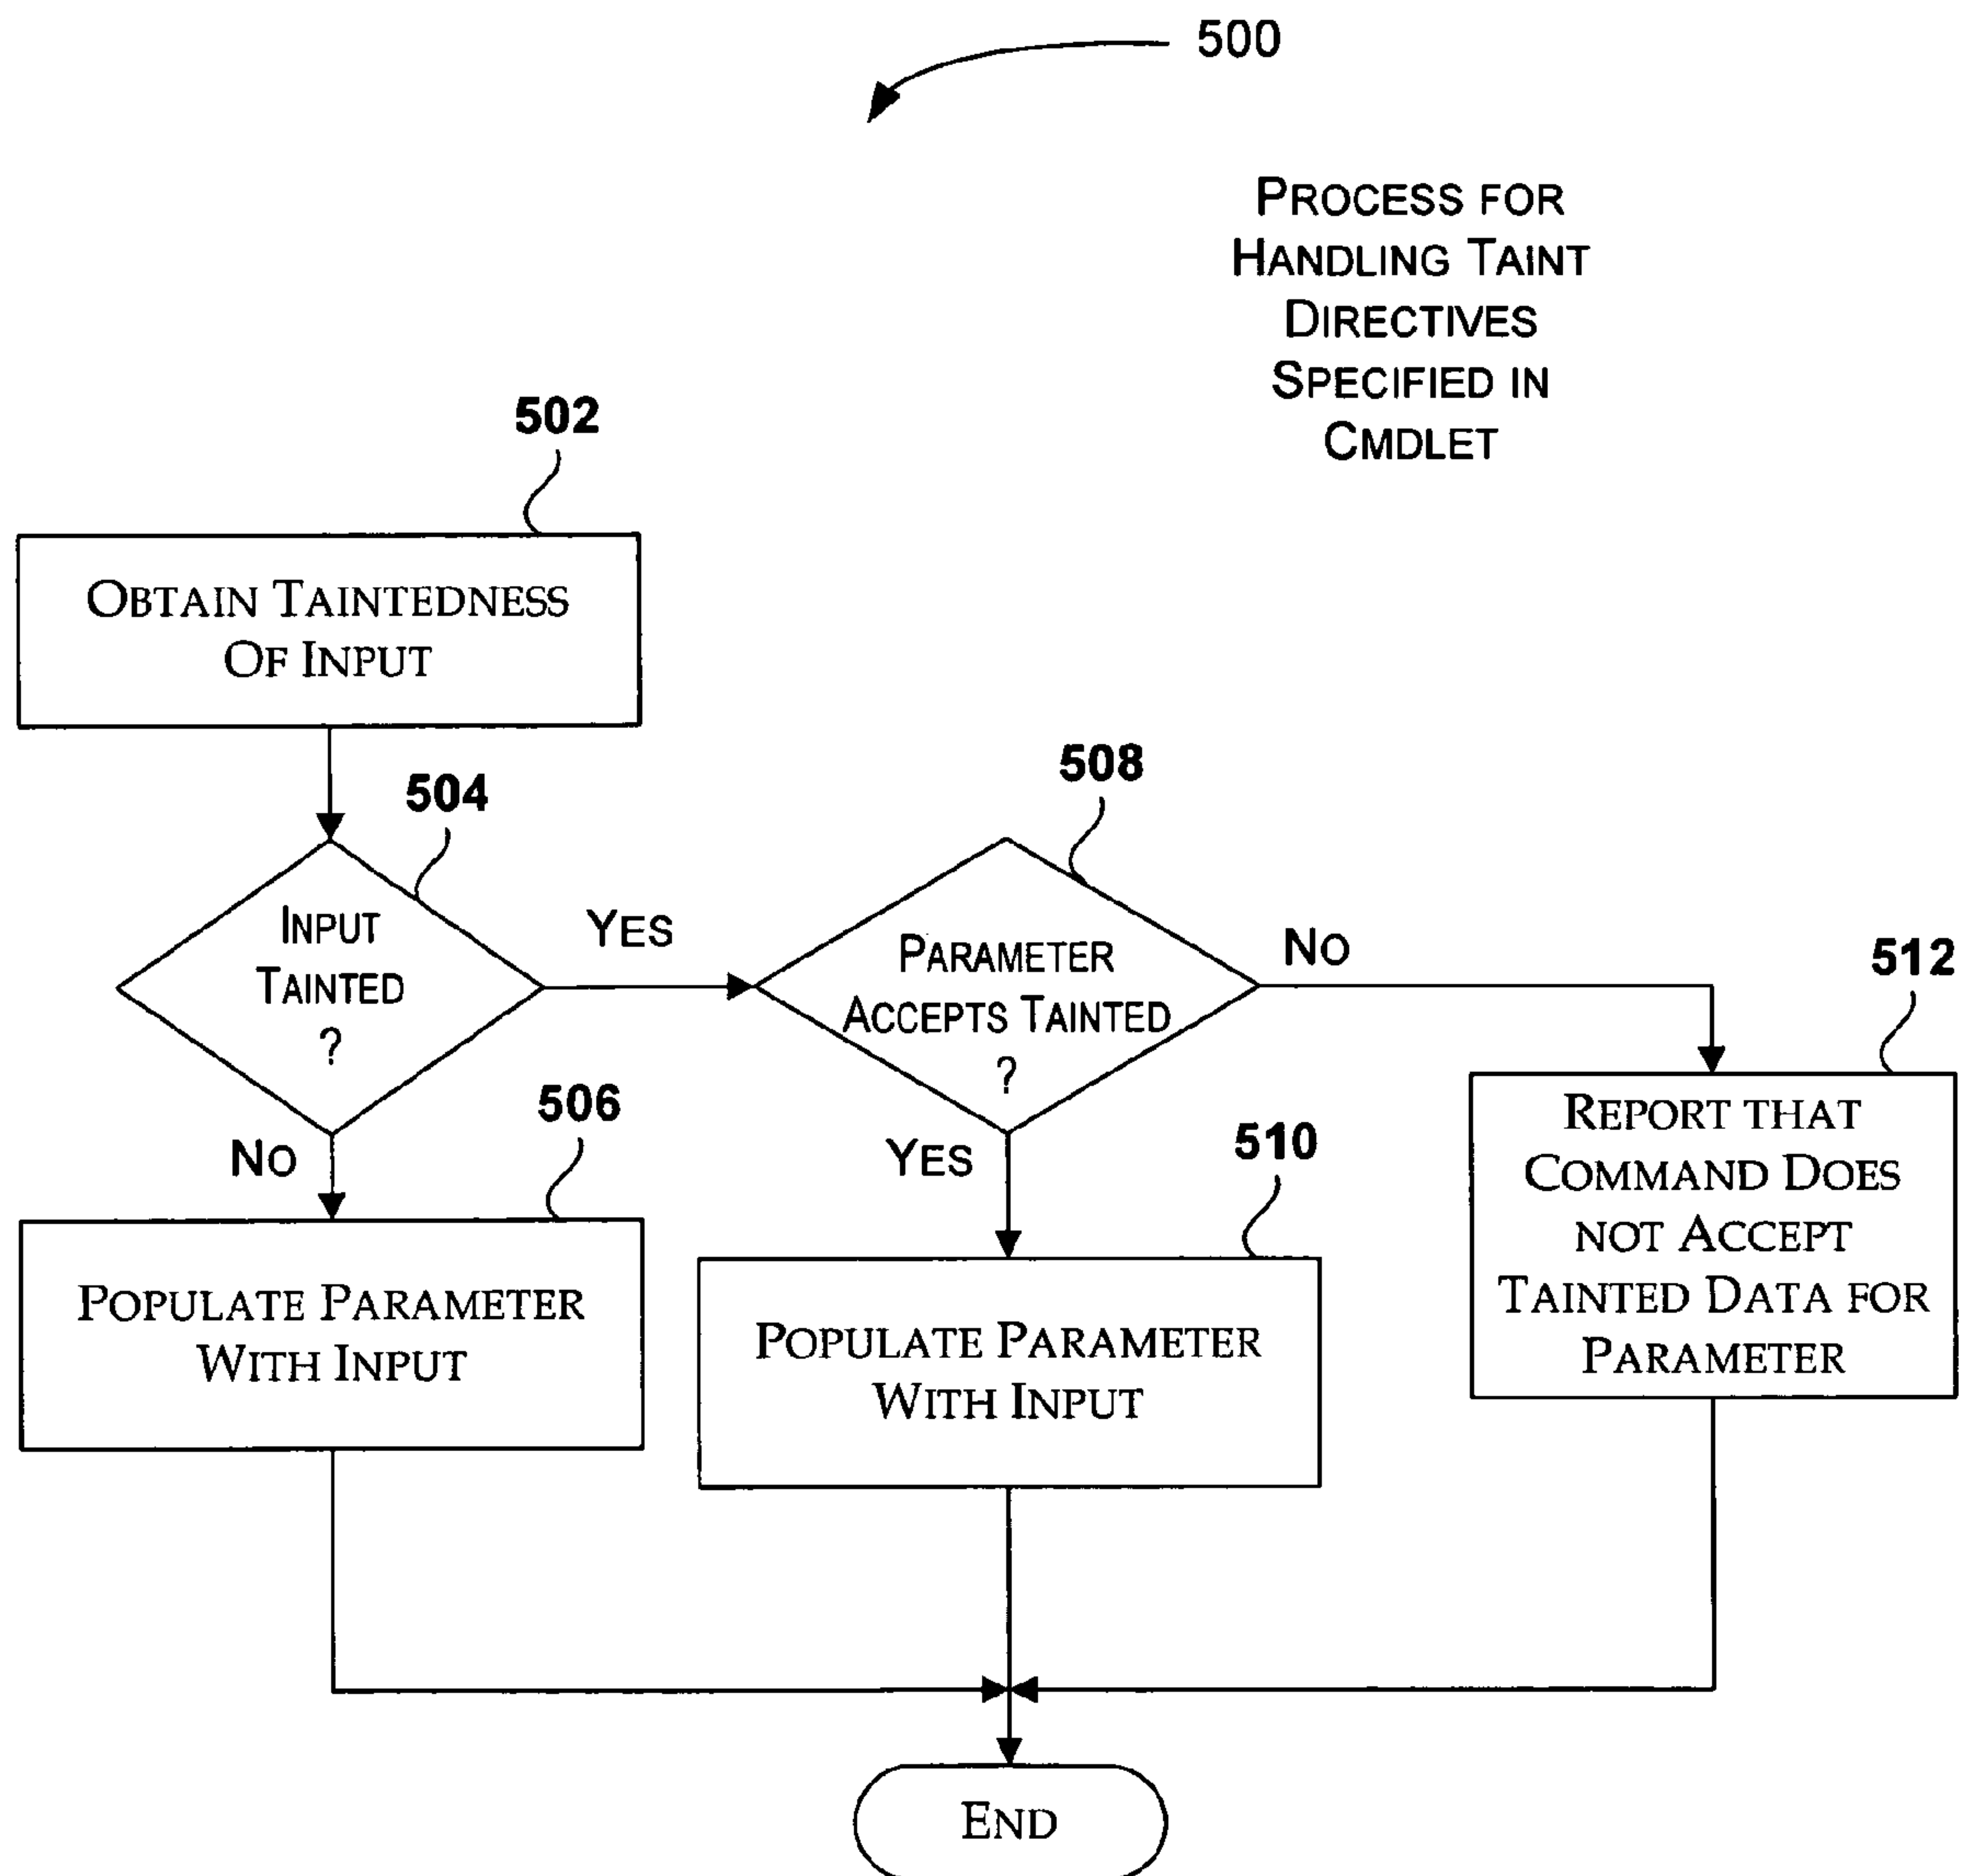 500
PROCESS FOR
HANDLING TAINT
DIRECTIVES
SPECIFIED IN
CMDLET
502
OBTAIN TAINTEDNESS
OF INPUT
504
INPUT
TAINTED
?
YES
NO
508
PARAMETER
ACCEPTS TAINTED
?
NO
YES
506
POPULATE PARAMETER
WITH INPUT
510
POPULATE PARAMETER
WITH INPUT
512
REPORT THAT
COMMAND DOES
NOT ACCEPT
TAINTED DATA FOR
PARAMETER
END